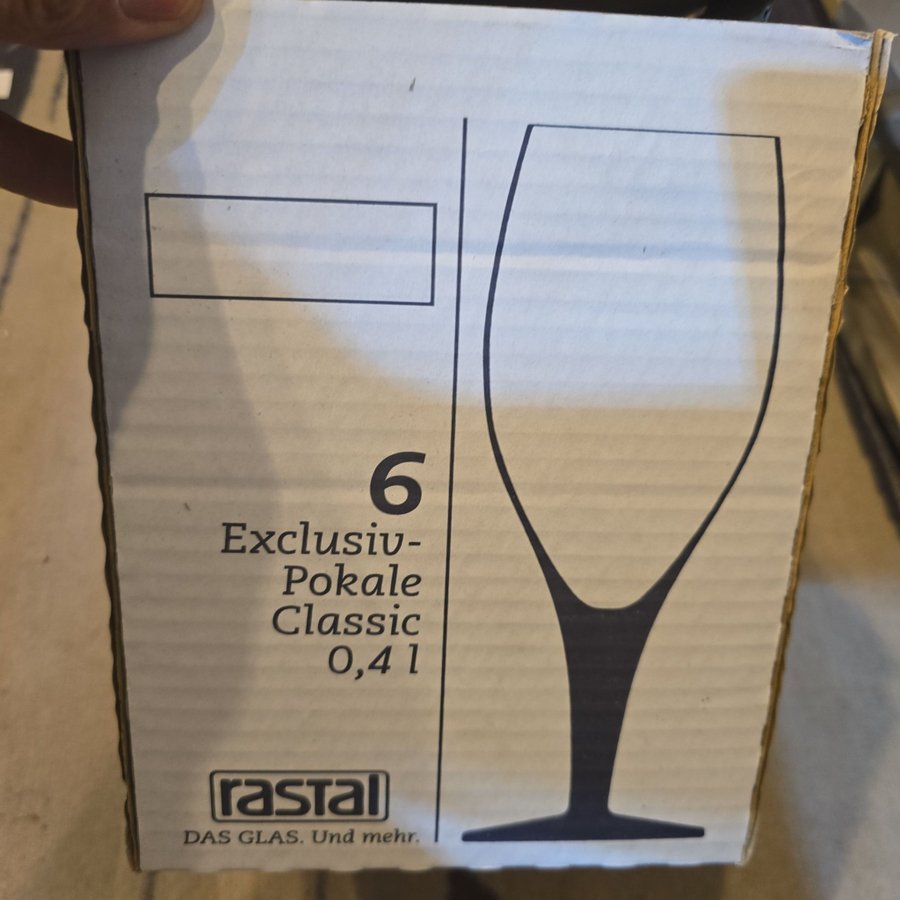 6
Exclusiv-
Pokale
Classic
0,4 l
rastal
DAS GLAS. Und mehr.